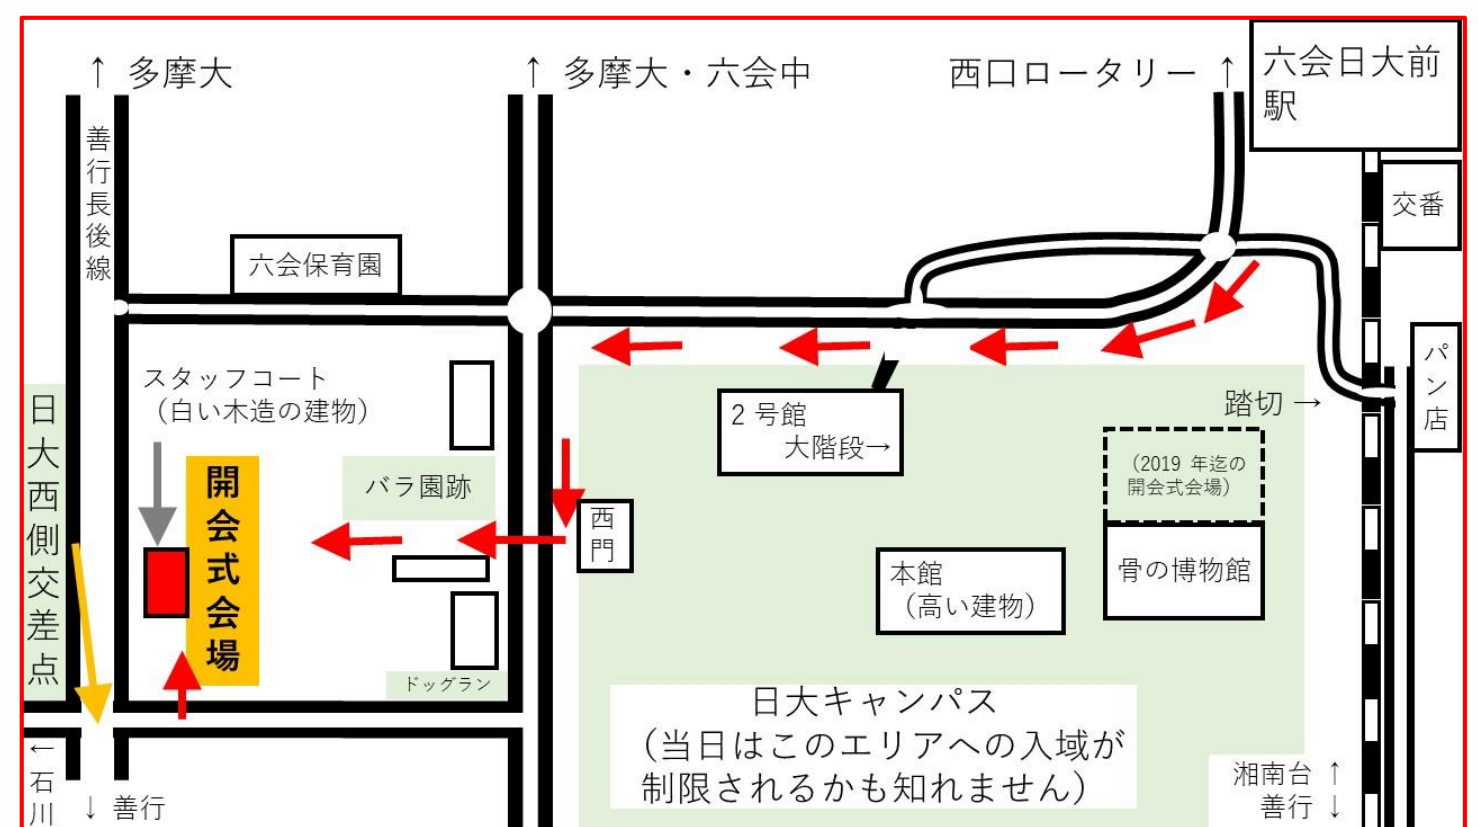 ↑ 多摩大
↑ 多摩大・六会中
西口ロータリー ↑
六会日大前
駅
善行長後線
交番
六会保育園
パン店
スタッフコート
（白い木造の建物）
日大西側交差点
開会式会場
バラ園跡
西門
２号館
大階段→
踏切→
（2019 年迄の
開会式会場）
骨の博物館
本館
（高い建物）
ドッグラン
日大キャンパス
（当日はこのエリアへの入域が
制限されるかも知れません）
←石川
↓ 善行
湘南台 ↑
善行 ↓